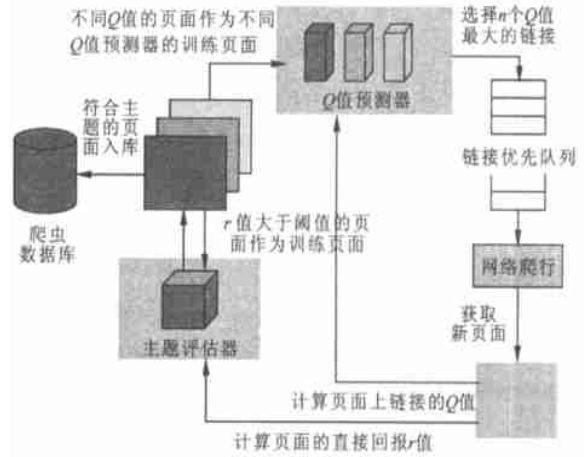 不同Q值的页面作为不同
Q值预测器的训练页面
选择n个Q值
最大的链接
Q值预测器
符合主
题的页
面入库
链接优先队列
r值大于阈值的页
面作为训练页面
爬虫
数据库
网络爬行
获取
新页面
主题评估器
计算页面上链接的Q值
计算页面的直接回报r值